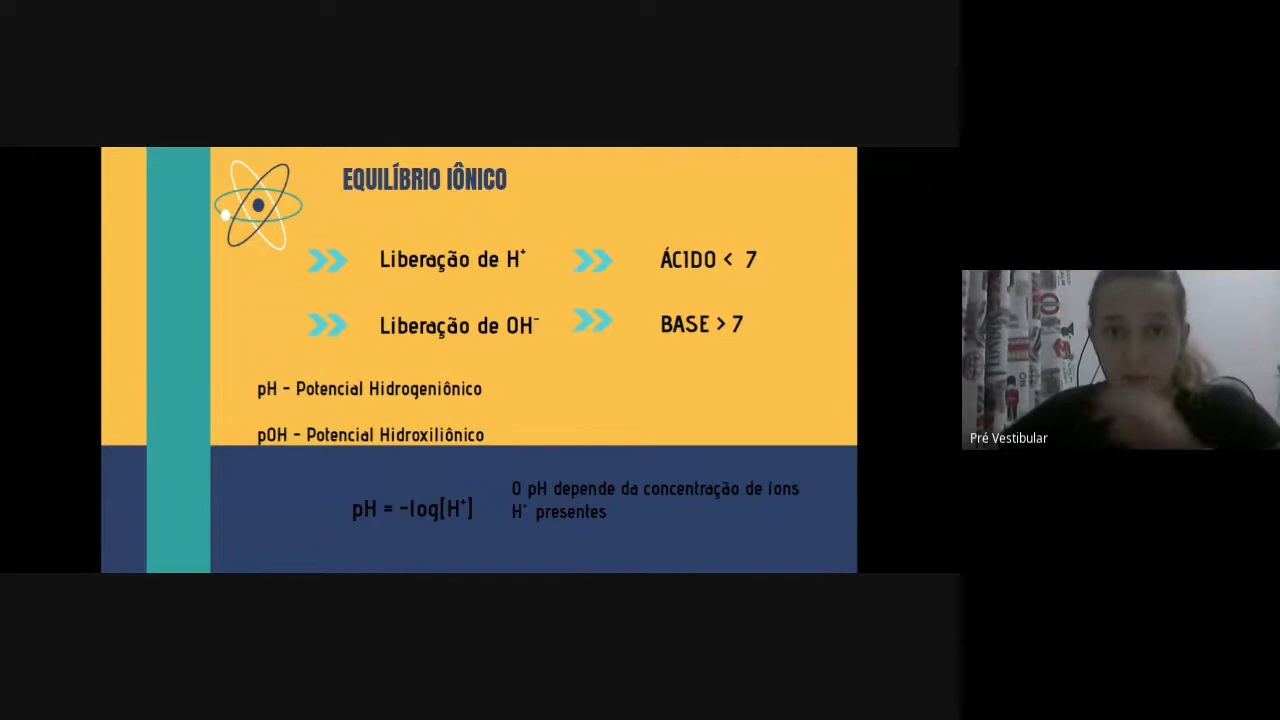 EQUILÍBRIO IÔNICO
Liberação de H⁺ ÁCIDO < 7
Liberação de OH⁻ BASE > 7
pH - Potencial Hidrogeniônico
pOH - Potencial Hidroxiliônico
pH = -log[H⁺]
O pH depende da concentração de íons
H⁺ presentes
Pré Vestibular